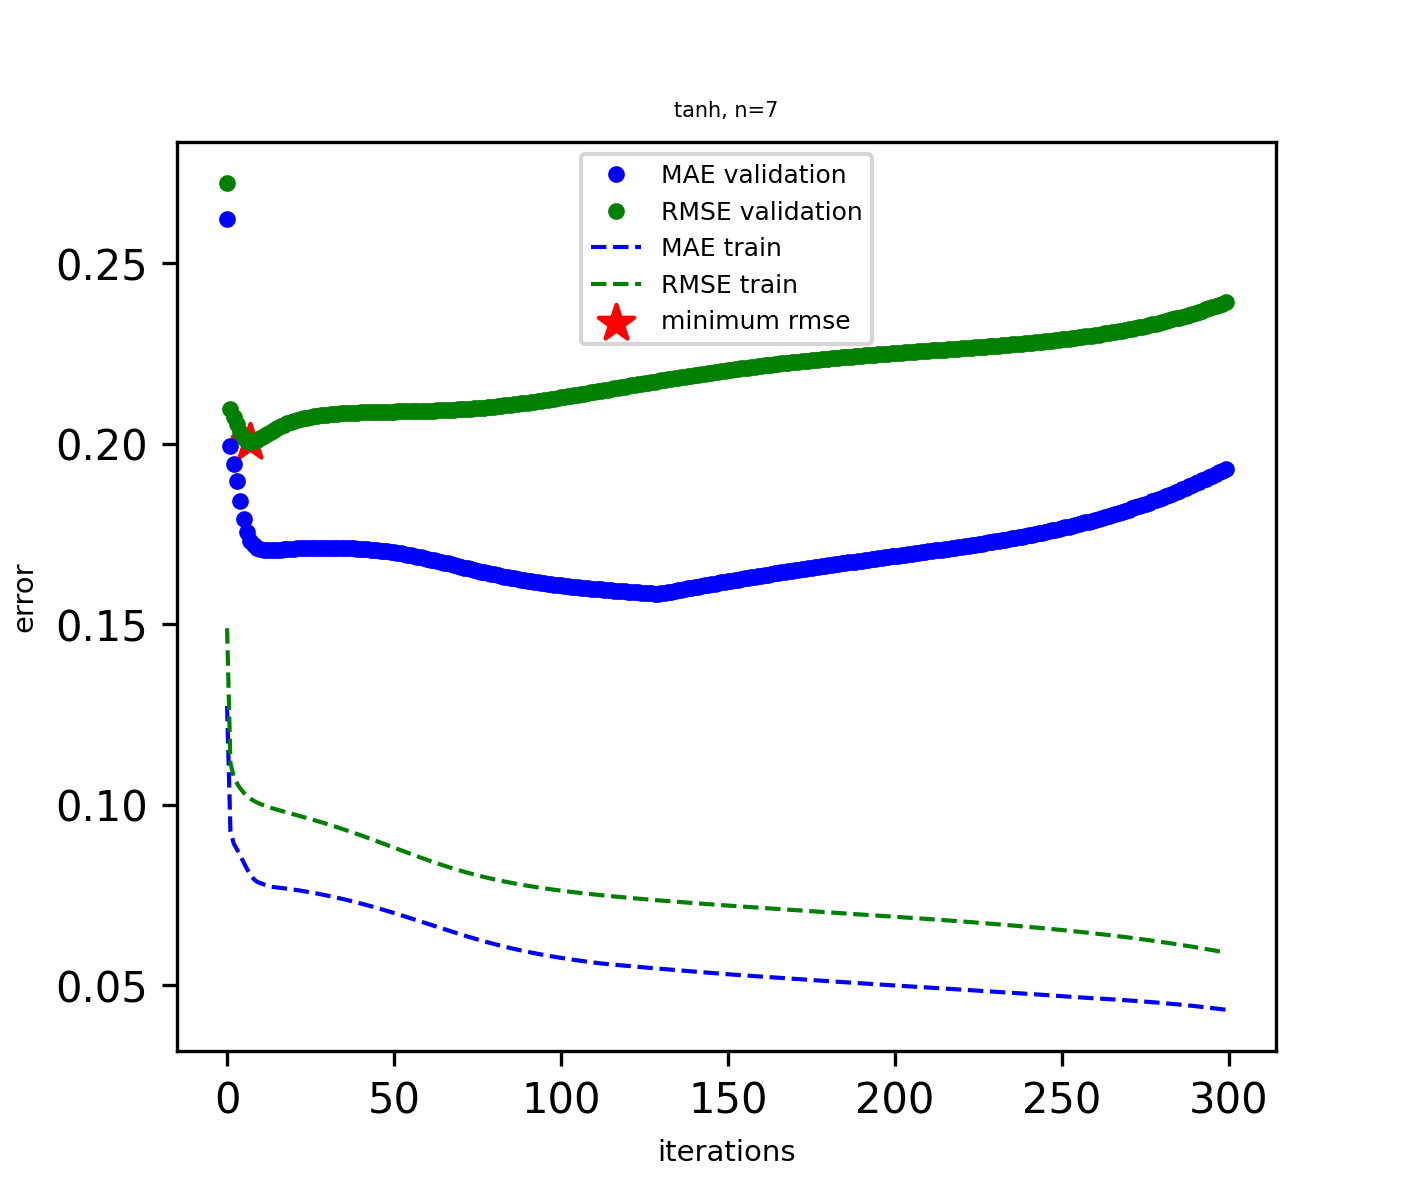 tanh, n=7
MAE validation
RMSE validation
MAE train
RMSE train
minimum rmse
0.25
0.20
0.15
0.10
0.05
error
0 50 100 150 200 250 300
iterations